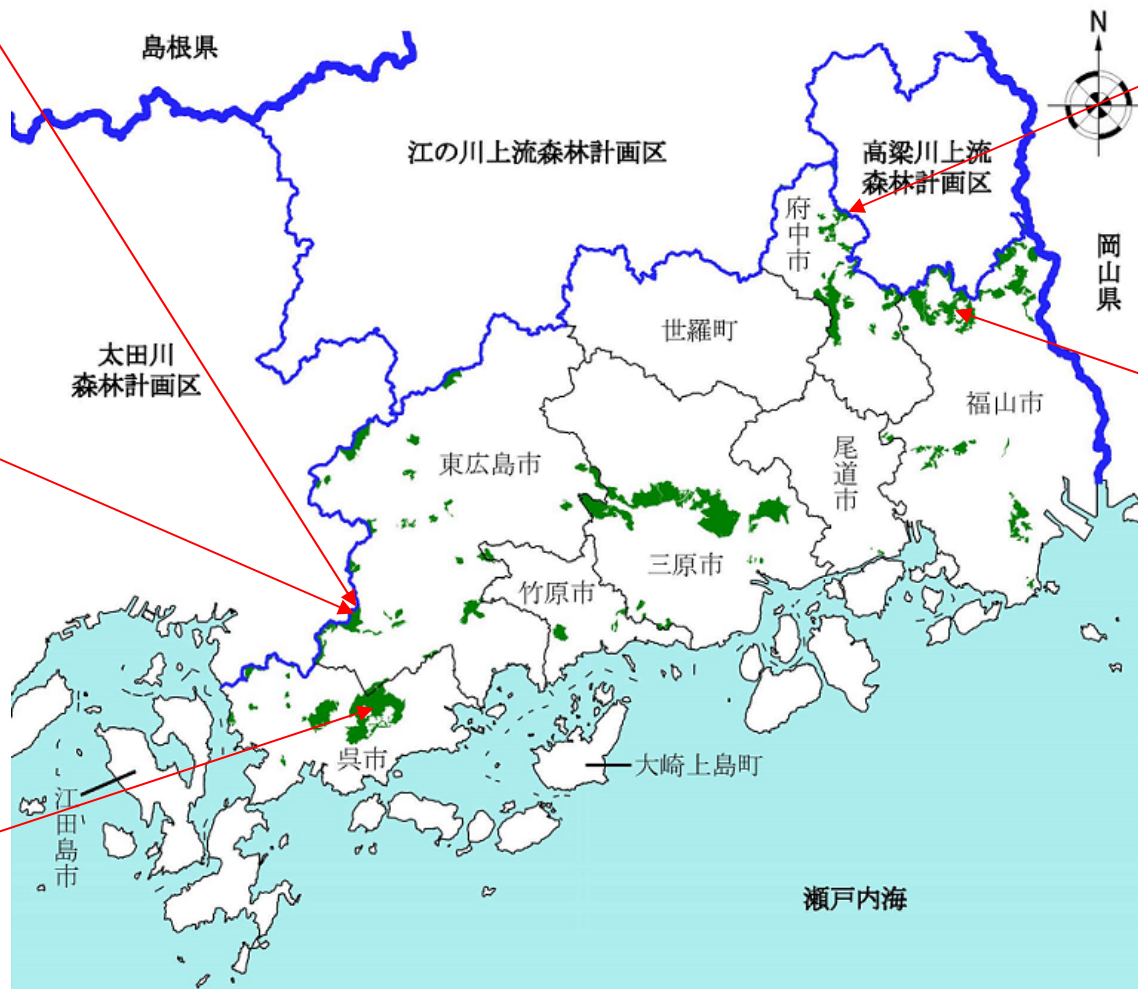 N
島根県
江の川上流森林計画区
高梁川上流
森林計画区
府中市
岡山県
世羅町
太田川
森林計画区
福山市
東広島市
尾道市
三原市
竹原市
呉市
大崎上島町
江田島市
瀬戸内海